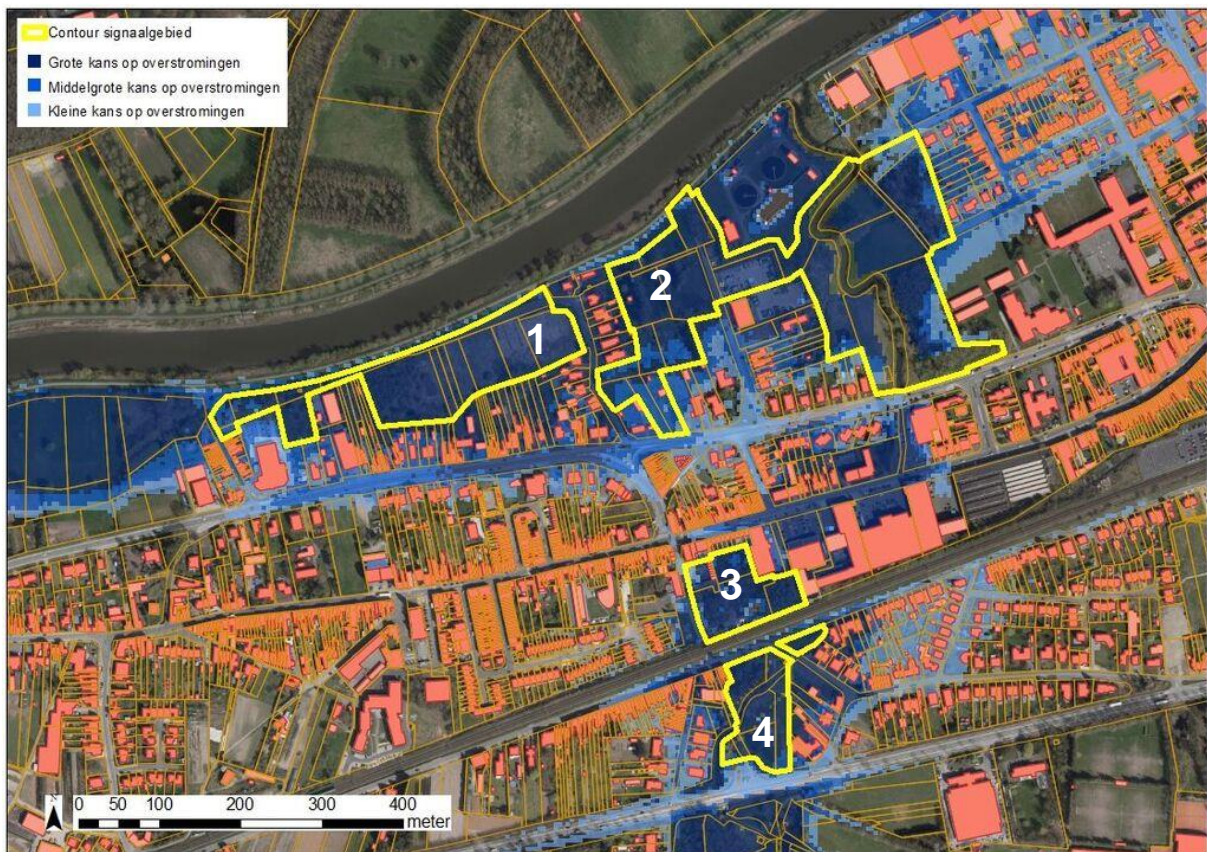 Contour signaalgebied
Grote kans op overstromingen
Middelgrote kans op overstromingen
Kleine kans op overstromingen
1
2
3
4
N
0 50 100 200 300 400
meter